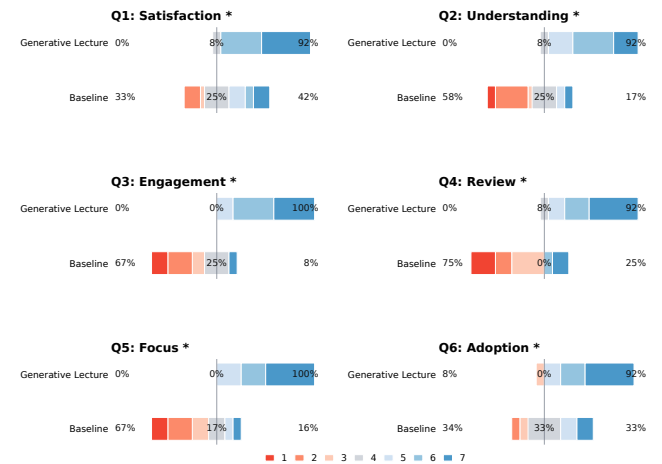 Q1: Satisfaction *
Generative Lecture 0% 8% 92%
Baseline 33% 25% 42%
Q2: Understanding *
Generative Lecture 0% 8% 92%
Baseline 58% 25% 17%
Q3: Engagement *
Generative Lecture 0% 0% 100%
Baseline 67% 25% 8%
Q4: Review *
Generative Lecture 0% 8% 92%
Baseline 75% 0% 25%
Q5: Focus *
Generative Lecture 0% 0% 100%
Baseline 67% 17% 16%
Q6: Adoption *
Generative Lecture 8% 0% 92%
Baseline 34% 33% 33%
1 2 3 4 5 6 7